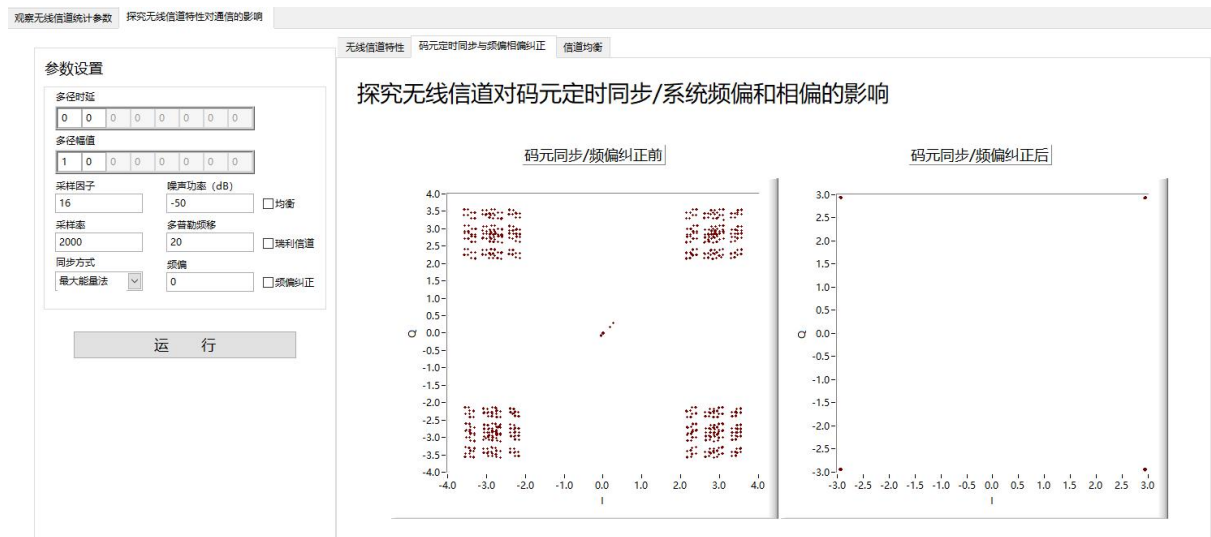 观察无线信道统计参数 探究无线信道特性对通信的影响
无线信道特性 码元定时同步与频偏相偏纠正 信道均衡
参数设置
多径时延
0 0 0 0 0 0 0 0
多径幅值
1 0 0 0 0 0 0 0
采样因子 噪声功率（dB）
16 -50 均衡
采样率 多普勒频移
2000 20 瑞利信道
同步方式 频偏
最大能量法 0 频偏纠正
运 行
探究无线信道对码元定时同步/系统频偏和相偏的影响
码元同步/频偏纠正前
4.0
3.5
3.0
2.5
2.0
1.5
1.0
0.5
0.0
-0.5
-1.0
-1.5
-2.0
-2.5
-3.0
-3.5
-4.0
Q
-4.0 -3.0 -2.0 -1.0 0.0 1.0 2.0 3.0 4.0
I
码元同步/频偏纠正后
3.0
2.5
2.0
1.5
1.0
0.5
0.0
-0.5
-1.0
-1.5
-2.0
-2.5
-3.0
Q
-3.0 -2.5 -2.0 -1.5 -1.0 -0.5 0.0 0.5 1.0 1.5 2.0 2.5 3.0
I